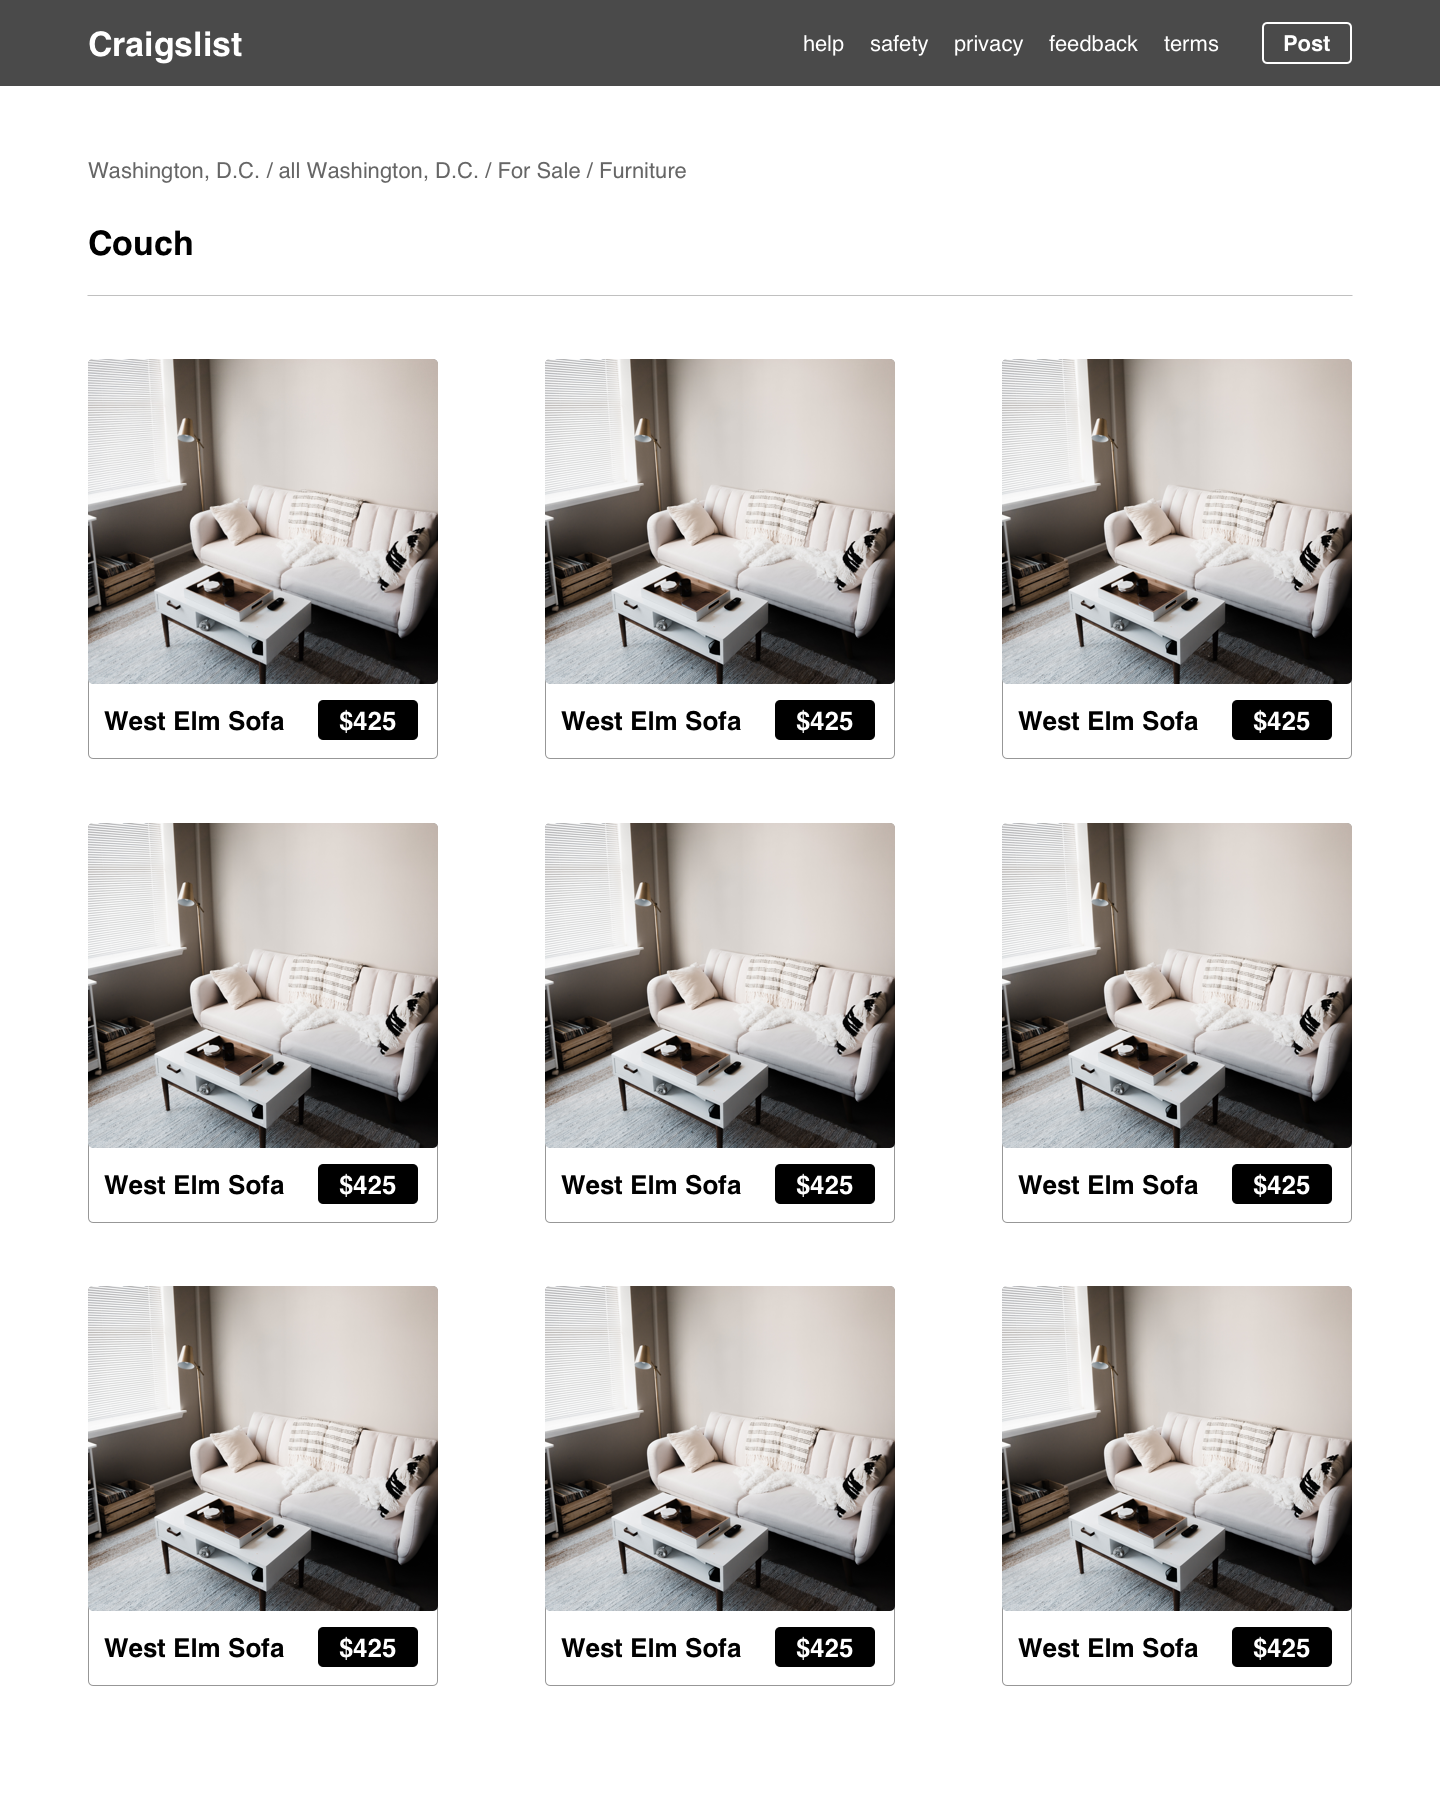 Craigslist help safety privacy feedback terms Post
Washington, D.C. / all Washington, D.C. / For Sale / Furniture
Couch
West Elm Sofa $425 West Elm Sofa $425 West Elm Sofa $425
West Elm Sofa $425 West Elm Sofa $425 West Elm Sofa $425
West Elm Sofa $425 West Elm Sofa $425 West Elm Sofa $425